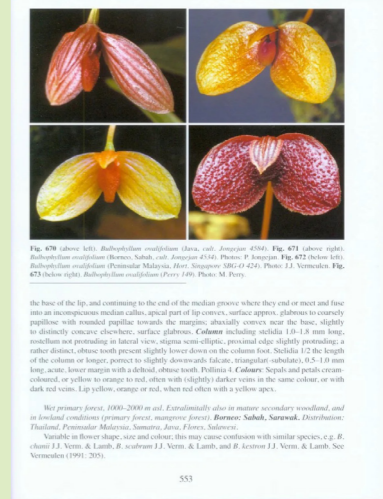 Fig. 670 (above left). Bulbophyllum ovalifolium (Java, cult. Jongejan 4594). Fig. 671 (above right).
Bulbophyllum ovalifolium (Borneo, Sabah, cult. Jongejan 4534). Photos: P. Jongejan. Fig. 672 (below left).
Bulbophyllum ovalifolium (Peninsular Malaysia, Hort. Singapore SBG-O 424). Photo: J.J. Vermeulen. Fig.
673 (below right). Bulbophyllum ovalifolium (Perry 149). Photo: M. Perry.
the base of the lip, and continuing to the end of the median groove where they end or meet and fuse
into an inconspicuous median callus, apical part of lip convex, surface approx. glabrous to coarsely
papillose with rounded papillae towards the margins; abaxially convex near the base, slightly
to distinctly concave elsewhere, surface glabrous. Column including stelidia 1.0–1.8 mm long,
rostellum not protruding in lateral view, stigma semi-elliptic, proximal edge slightly protruding; a
rather distinct, obtuse tooth present slightly lower down on the column foot. Stelidia 1/2 the length
of the column or longer, porrect to slightly downwards falcate, triangular(-subulate), 0.5–1.0 mm
long, acute, lower margin with a deltoid, obtuse tooth. Pollinia 4. Colours: Sepals and petals cream-
coloured, or yellow to orange to red, often with (slightly) darker veins in the same colour, or with
dark red veins. Lip yellow, orange or red, when red often with a yellow apex.
Wet primary forest, 1000–2000 m asl. Extralimitally also in mature secondary woodland, and
in lowland conditions (primary forest, mangrove forest). Borneo: Sabah, Sarawak. Distribution:
Thailand, Peninsular Malaysia, Sumatra, Java, Flores, Sulawesi.
Variable in flower shape, size and colour; this may cause confusion with similar species, e.g. B.
chanii J.J. Verm. & Lamb, B. scabrum J.J. Verm. & Lamb, and B. kestron J.J. Verm. & Lamb. See
Vermeulen (1991: 205).
553